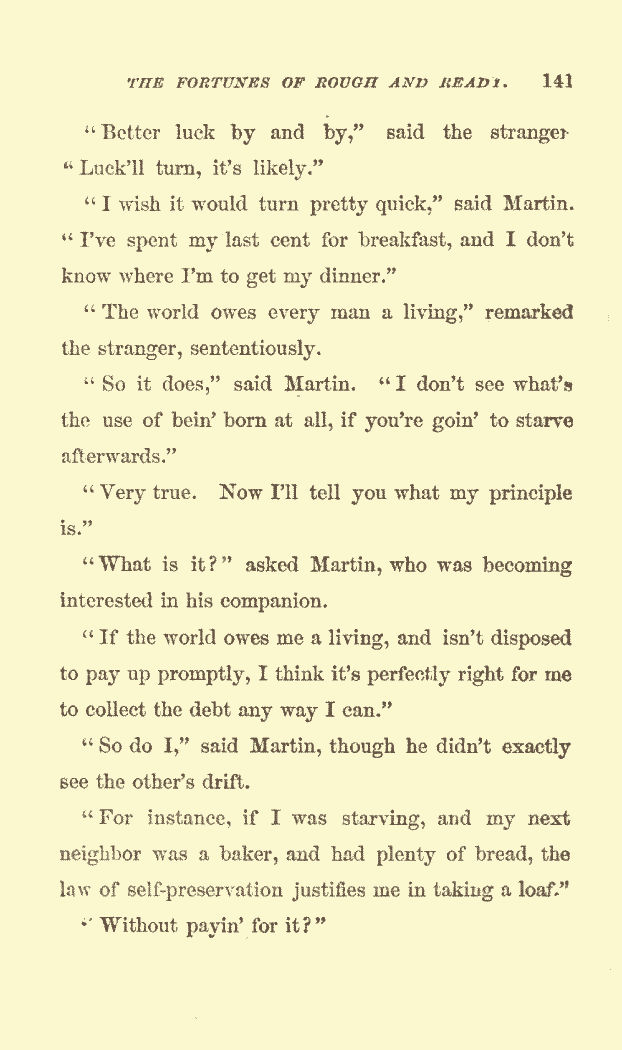 THE FORTUNES OF ROUGH AND READY. 141
“Better luck by and by,” said the stranger
“Luck’ll turn, it’s likely.”
“I wish it would turn pretty quick,” said Martin.
“I’ve spent my last cent for breakfast, and I don’t
know where I’m to get my dinner.”
“The world owes every man a living,” remarked
the stranger, sententiously.
“So it does,” said Martin. “I don’t see what’s
the use of bein’ born at all, if you’re goin’ to starve
afterwards.”
“Very true. Now I’ll tell you what my principle
is.”
“What is it?” asked Martin, who was becoming
interested in his companion.
“If the world owes me a living, and isn’t disposed
to pay up promptly, I think it’s perfectly right for me
to collect the debt any way I can.”
“So do I,” said Martin, though he didn’t exactly
see the other’s drift.
“For instance, if I was starving, and my next
neighbor was a baker, and had plenty of bread, the
law of self-preservation justifies me in taking a loaf.”
“Without payin’ for it?”